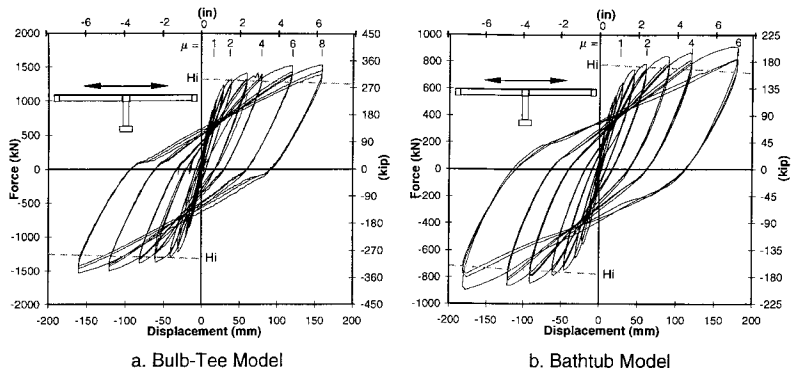 (in)
-6 -4 -2 0 2 4 6
2000 1500 1000 500 0 -500 -1000 -1500 2000
Force (kN)
μ = 1 2 4 6 8
Hi
Hi
450 360 270 180 90 0 -90 -180 -270 -360 -450
(kip)
-200 -150 -100 -50 0 50 100 150 200
Displacement (mm)
a. Bulb-Tee Model
(in)
-6 -4 -2 0 2 4 6
1000 800 600 400 200 0 -200 -400 -600 -800 -1000
Force (kN)
μ = 1 2 4 6
Hi
Hi
225 180 135 90 45 0 -45 -90 -135 -180 -225
(kip)
-200 -150 -100 -50 0 50 100 150 200
Displacement (mm)
b. Bathtub Model